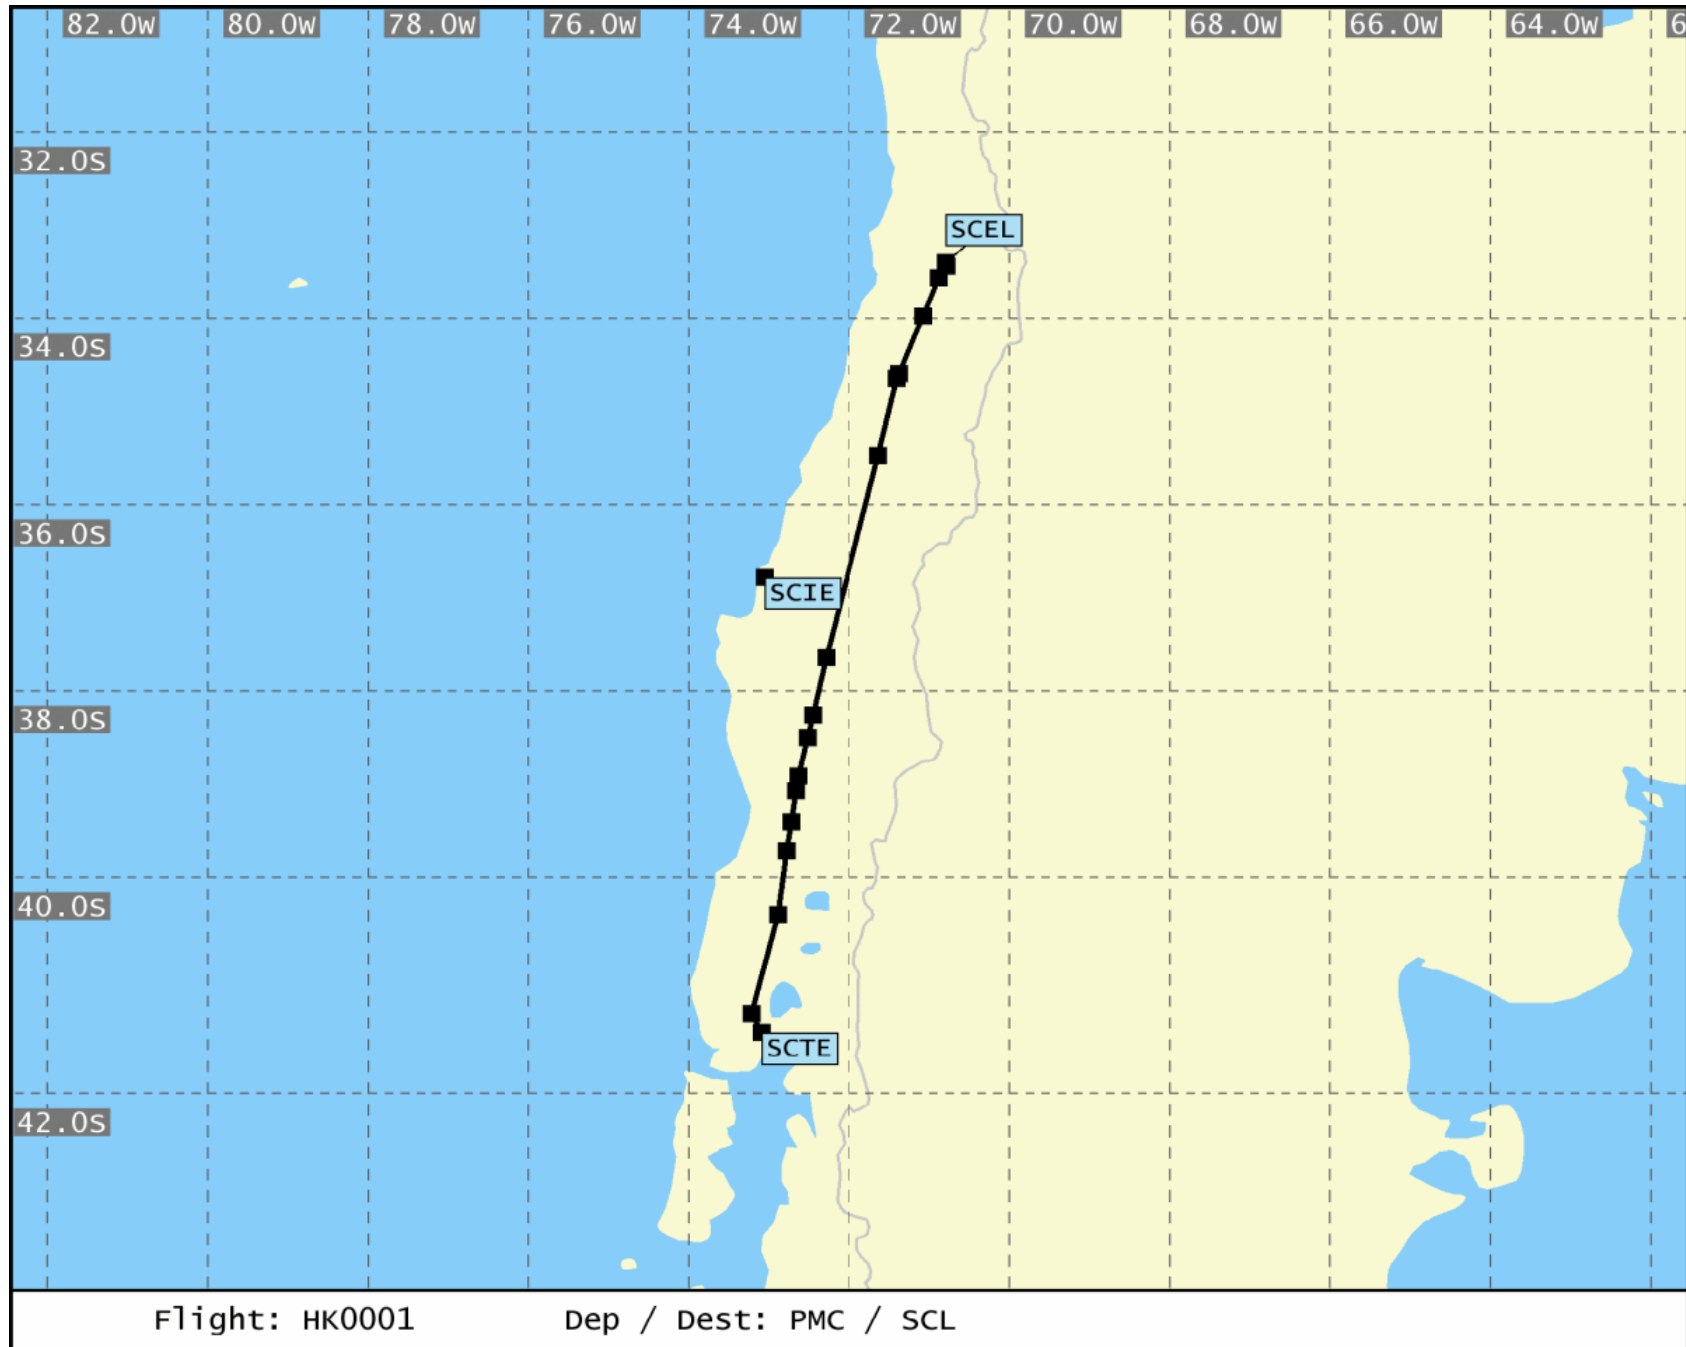 82.0W 80.0W 78.0W 76.0W 74.0W 72.0W 70.0W 68.0W 66.0W 64.0W 6
32.0S
SCEL
34.0S
36.0S
SCIE
38.0S
40.0S
SCTE
42.0S
Flight: HK0001 Dep / Dest: PMC / SCL